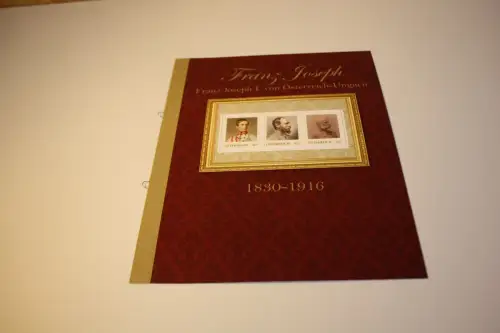 Franz Joseph
Franz Joseph I. von Österreich-Ungarn
1830-1916